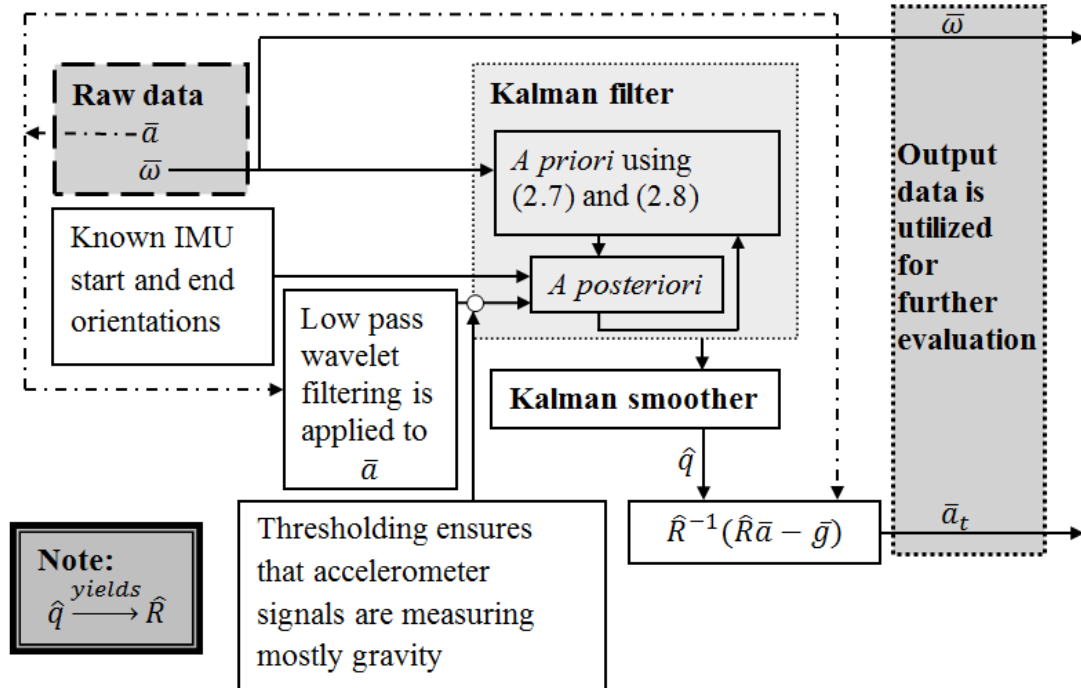 Raw data
a̅
ω̅
Known IMU
start and end
orientations
Low pass
wavelet
filtering is
applied to
a̅
Thresholding ensures
that accelerometer
signals are measuring
mostly gravity
Kalman filter
A priori using
(2.7) and (2.8)
A posteriori
Kalman smoother
q̂
R̂⁻¹(R̂a̅ − g̅)
ω̅
Output
data is
utilized
for
further
evaluation
a̅ₜ
Note:
yields
q̂ ⟶ R̂